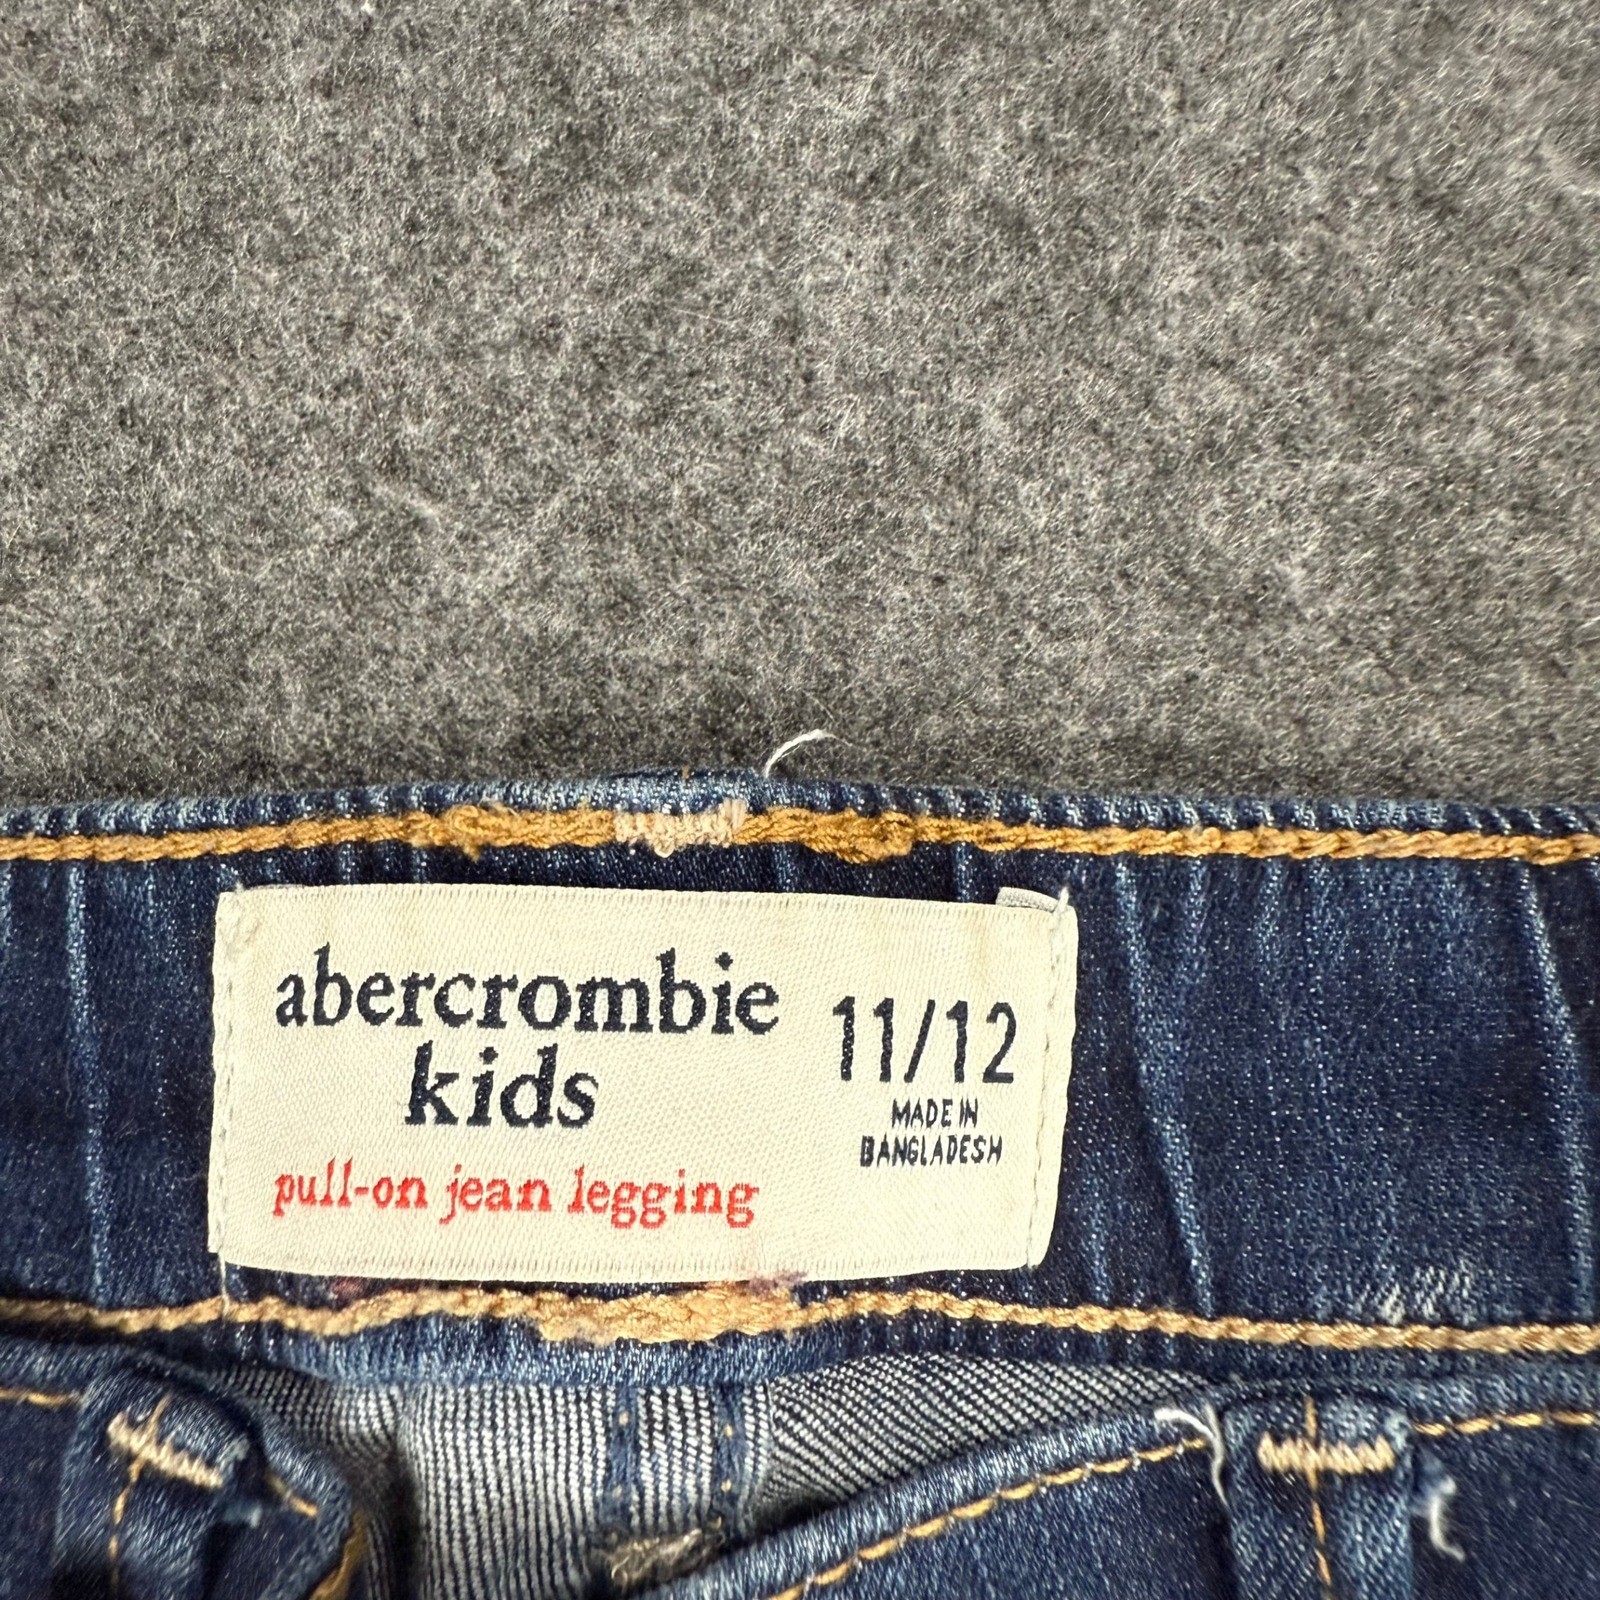 abercrombie
kids
pull-on jean legging
11/12
MADE IN
BANGLADESH